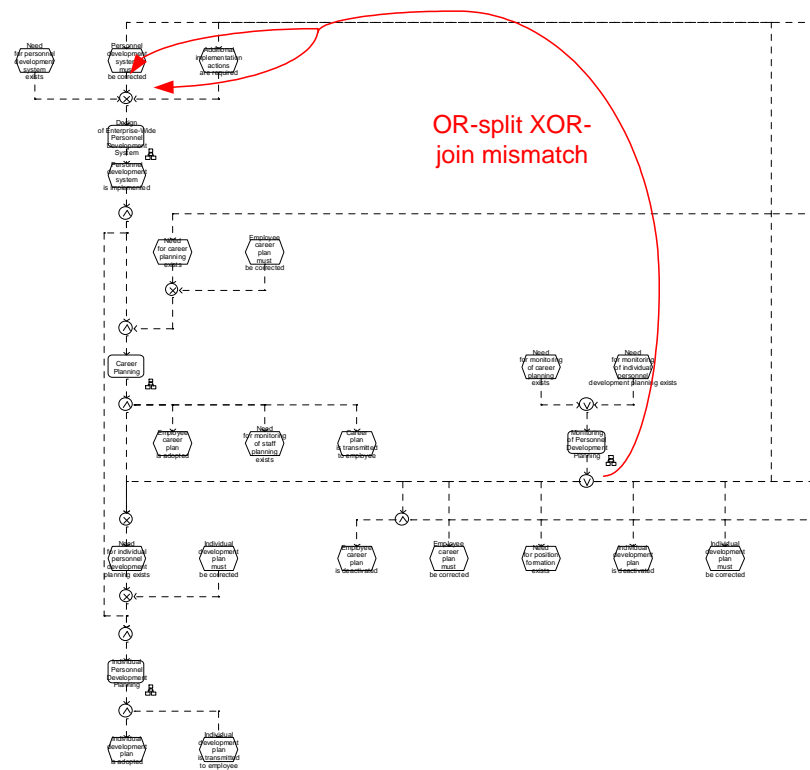 Need
for personnel
development
system
exists
Personnel
development
system
must
be corrected
Additional
implementation
actions
are required
OR-split XOR-
join mismatch
Design
of Enterprise-Wide
Personnel
Development
System
Personnel
development
system
is implemented
Need
for career
planning
exists
Employee
career
plan
must
be corrected
Career
Planning
Need
for monitoring
of career
planning
exists
Need
for monitoring
of individual
personnel
development planning exists
Employee
career
plan
is adopted
Need
for monitoring
of staff
planning
exists
Career
plan
is transmitted
to employee
Monitoring
of Personnel
Development
Planning
Need
for individual
personnel
development
planning exists
Individual
development
plan
must
be corrected
Employee
career
plan
is deactivated
Employee
career
plan
must
be corrected
Need
for position
formation
exists
Individual
development
plan
is deactivated
Individual
development
plan
must
be corrected
Individual
Personnel
Development
Planning
Individual
development
plan
is adopted
Individual
development
plan
is transmitted
to employee